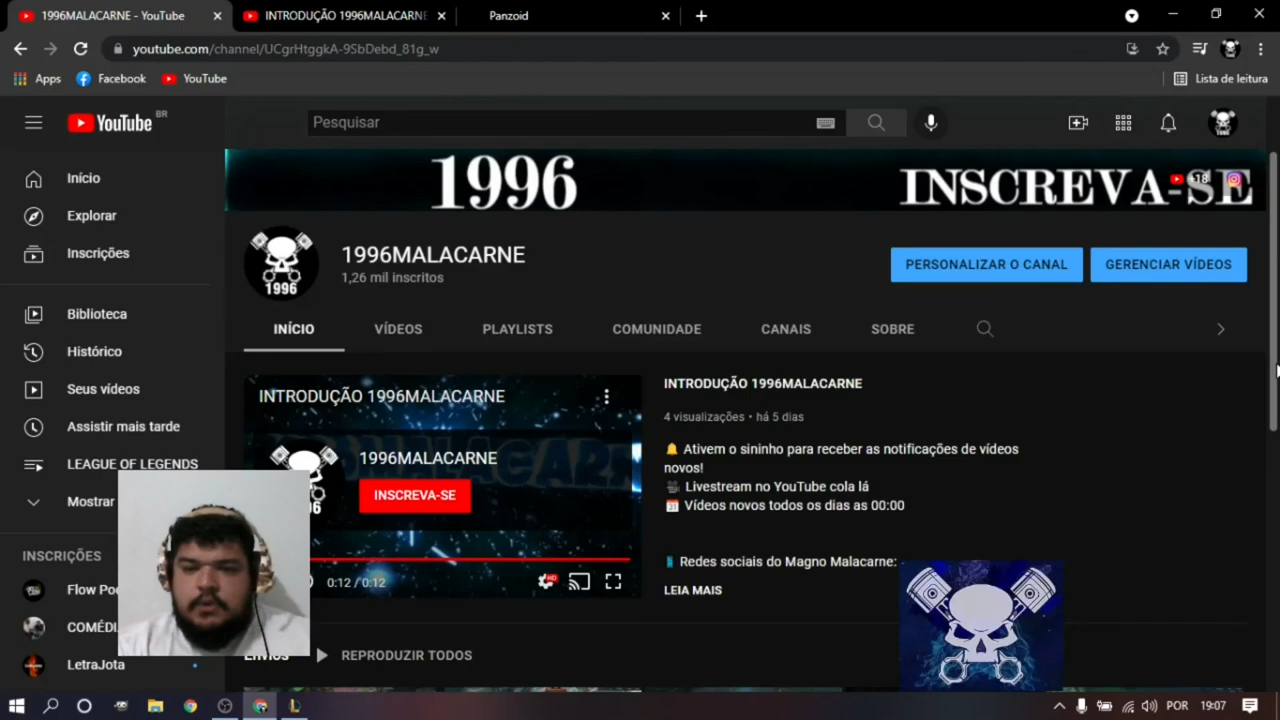 1996MALACARNE - YouTube
INTRODUÇÃO 1996MALACARNE
Panzoid
youtube.com/channel/UCgrHtggkA-9SbDebd_81g_w
Apps
Facebook
YouTube
Lista de leitura
YouTube BR
Pesquisar
1996
INSCREVA-SE
+18
1996
1996MALACARNE
1,26 mil inscritos
PERSONALIZAR O CANAL
GERENCIAR VÍDEOS
INÍCIO
VÍDEOS
PLAYLISTS
COMUNIDADE
CANAIS
SOBRE
Início
Explorar
Inscrições
Biblioteca
Histórico
Seus vídeos
Assistir mais tarde
LEAGUE OF LEGENDS
Mostrar
INSCRIÇÕES
Flow Po
COMÉDI
LetraJota
INTRODUÇÃO 1996MALACARNE
1996MALACARNE
INSCREVA-SE
0:12 / 0:12
HD
INTRODUÇÃO 1996MALACARNE
4 visualizações • há 5 dias
🔔 Ativem o sininho para receber as notificações de vídeos
novos!
🎥 Livestream no YouTube cola lá
📅 Vídeos novos todos os dias as 00:00
📱 Redes sociais do Magno Malacarne:
LEIA MAIS
Envios
REPRODUZIR TODOS
POR
19:07